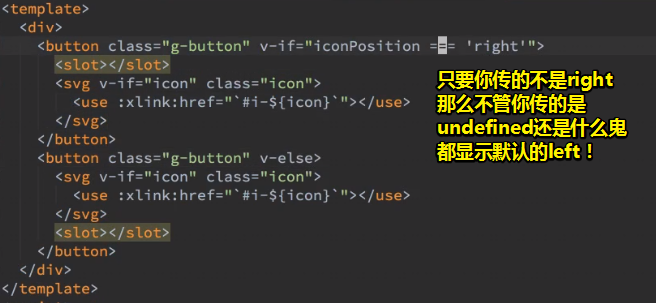 <template>
<div>
<button class="g-button" v-if="iconPosition === 'right'">
<slot></slot>
<svg v-if="icon" class="icon">
<use :xlink:href="`#i-${icon}`"></use>
</svg>
</button>
<button class="g-button" v-else>
<svg v-if="icon" class="icon">
<use :xlink:href="`#i-${icon}`"></use>
</svg>
<slot></slot>
</button>
</div>
</template>
只要你传的不是right
那么不管你传的是
undefined还是什么鬼
都显示默认的left！